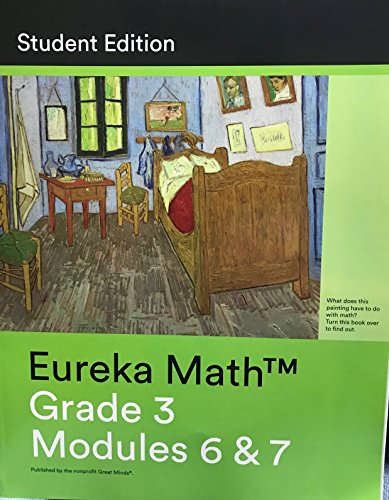 Student Edition
What does this
painting have to do
with math?
Turn this book over
to find out.
Eureka Math™
Grade 3
Modules 6 & 7
Published by the nonprofit Great Minds®.